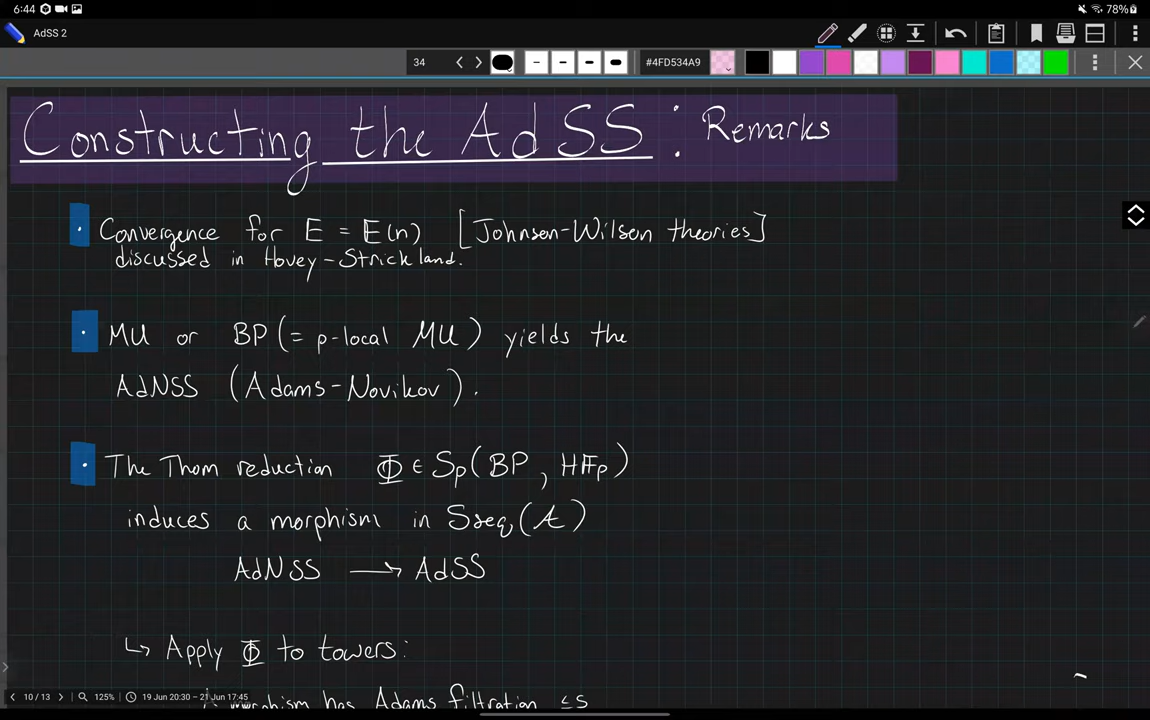 6:44
78%
AdSS 2
34
#4FD534A9
Constructing the AdSS : Remarks
· Convergence for E = E(n) [Johnson-Wilson theories]
discussed in Hovey-Strickland.
· MU or BP (= p-local MU) yields the
AdNSS (Adams-Novikov).
· The Thom reduction Φ ∈ Sp(BP, HFp)
induces a morphism in Sseq(A)
AdNSS → AdSS
↳ Apply Φ to towers:
10 / 13
125%
19 Jun 20:30 - 21 Jun 17:45
A morphism has Adams filtration ≤s